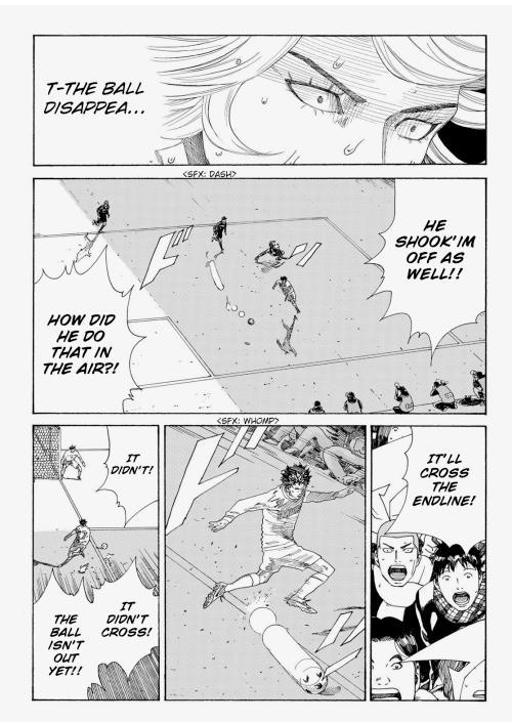 T-THE BALL
DISAPPEA...
<SFX: DASH>
HE
SHOOK'IM
OFF AS
WELL!!
HOW DID
HE DO
THAT IN
THE AIR?!
<SFX: WHOMP>
IT'LL
CROSS
THE
ENDLINE!
IT
DIDN'T!
IT
DIDN'T
CROSS!
THE
BALL
ISN'T
OUT
YET!!